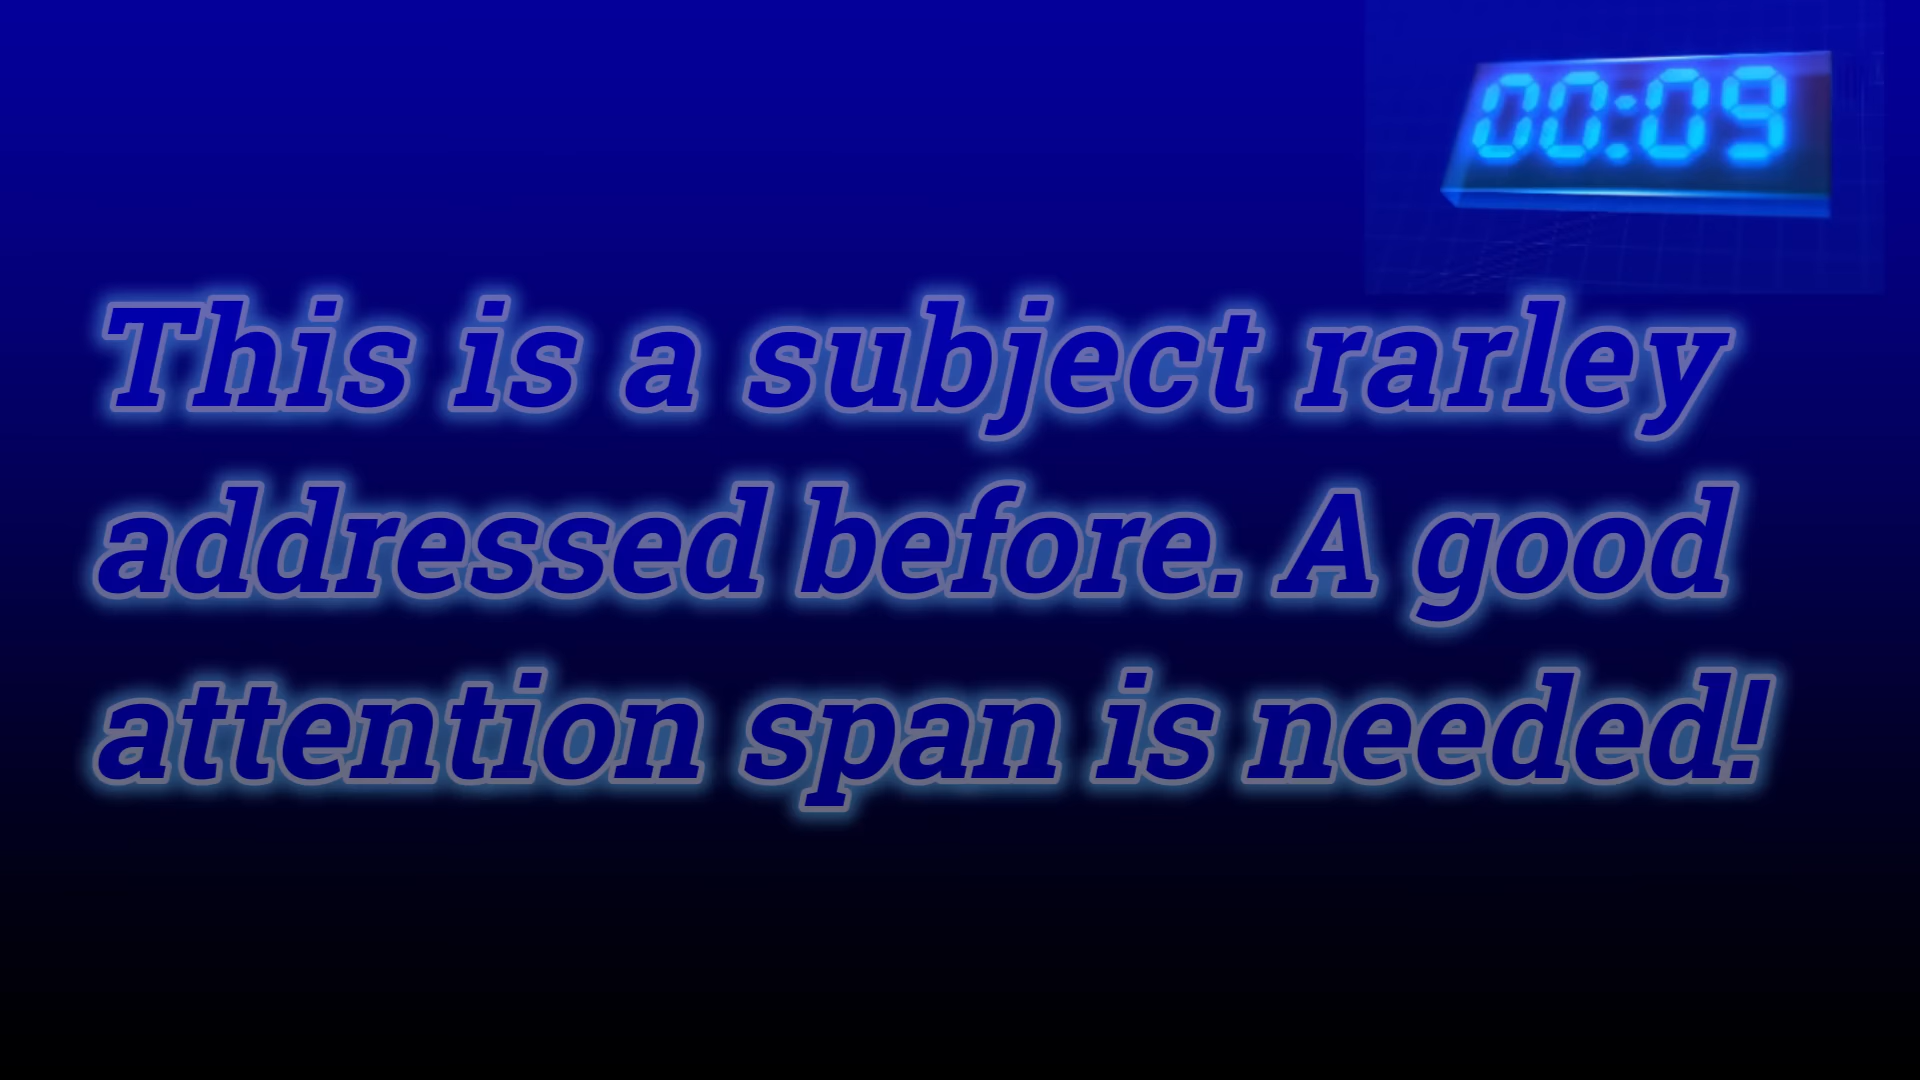 00:09
This is a subject rarley
addressed before. A good
attention span is needed!